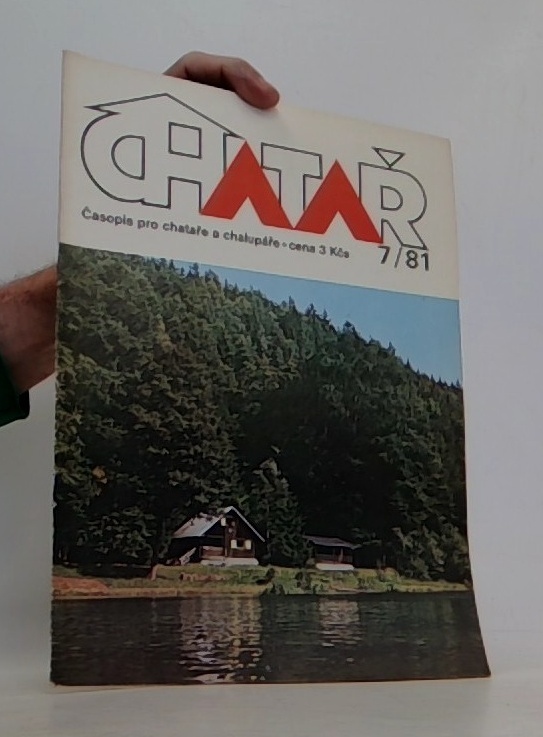 CHATAŘ
Časopis pro chataře a chalupáře • cena 3 Kčs
7/81